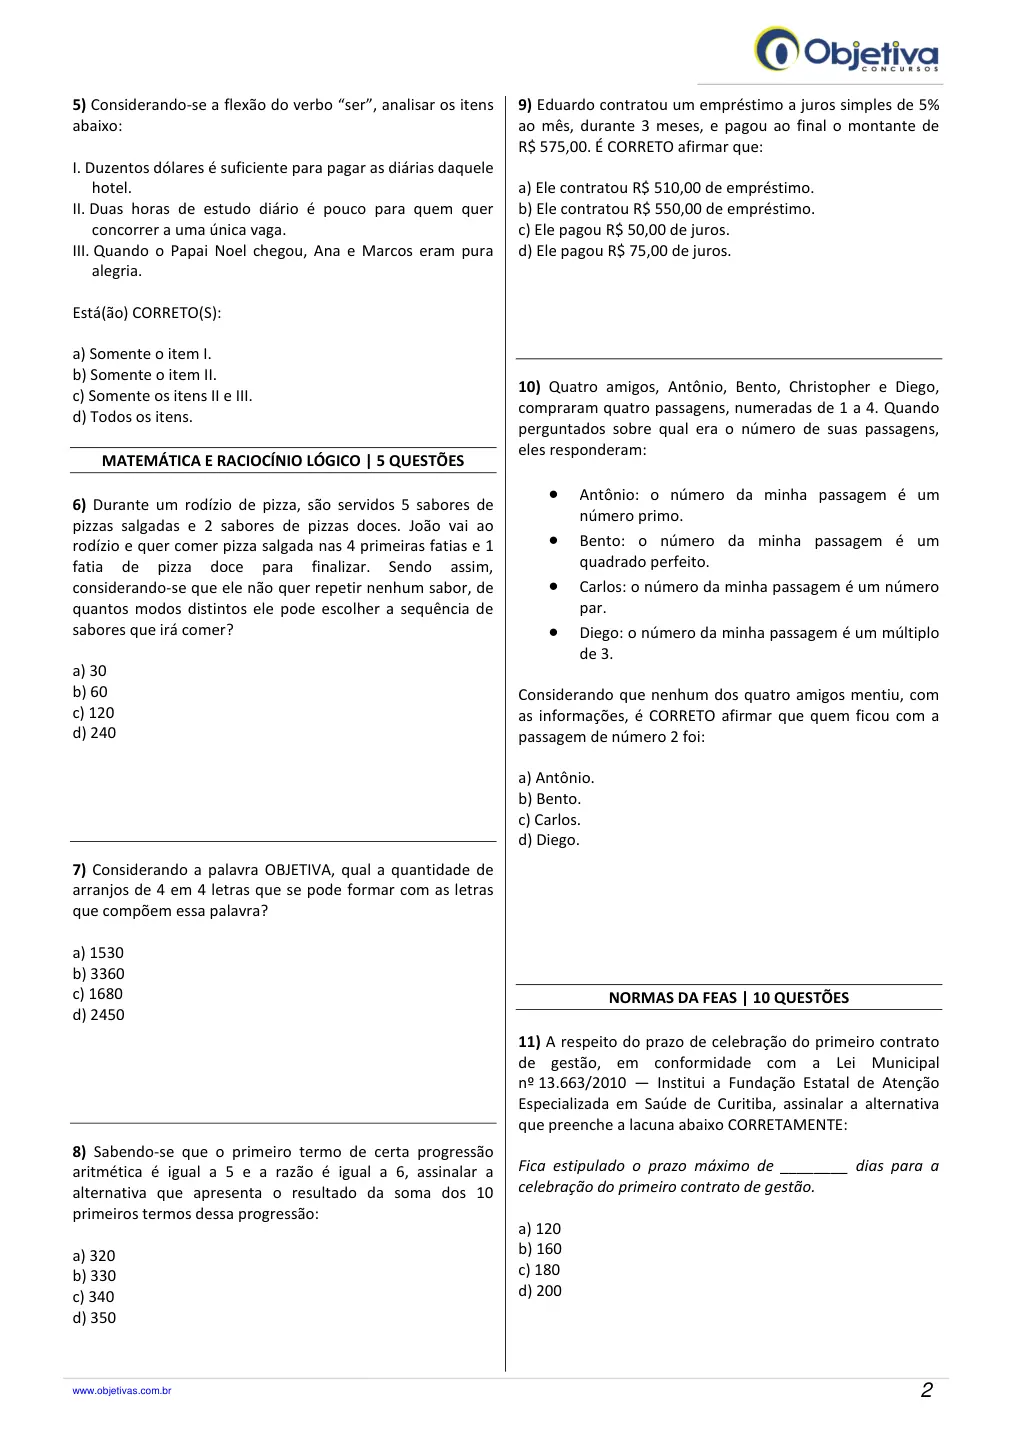 Objetiva
CONCURSOS
5) Considerando-se a flexão do verbo “ser”, analisar os itens
abaixo:
I. Duzentos dólares é suficiente para pagar as diárias daquele
hotel.
II. Duas horas de estudo diário é pouco para quem quer
concorrer a uma única vaga.
III. Quando o Papai Noel chegou, Ana e Marcos eram pura
alegria.
Está(ão) CORRETO(S):
a) Somente o item I.
b) Somente o item II.
c) Somente os itens II e III.
d) Todos os itens.
MATEMÁTICA E RACIOCÍNIO LÓGICO | 5 QUESTÕES
6) Durante um rodízio de pizza, são servidos 5 sabores de
pizzas salgadas e 2 sabores de pizzas doces. João vai ao
rodízio e quer comer pizza salgada nas 4 primeiras fatias e 1
fatia de pizza doce para finalizar. Sendo assim,
considerando-se que ele não quer repetir nenhum sabor, de
quantos modos distintos ele pode escolher a sequência de
sabores que irá comer?
a) 30
b) 60
c) 120
d) 240
7) Considerando a palavra OBJETIVA, qual a quantidade de
arranjos de 4 em 4 letras que se pode formar com as letras
que compõem essa palavra?
a) 1530
b) 3360
c) 1680
d) 2450
8) Sabendo-se que o primeiro termo de certa progressão
aritmética é igual a 5 e a razão é igual a 6, assinalar a
alternativa que apresenta o resultado da soma dos 10
primeiros termos dessa progressão:
a) 320
b) 330
c) 340
d) 350
9) Eduardo contratou um empréstimo a juros simples de 5%
ao mês, durante 3 meses, e pagou ao final o montante de
R$ 575,00. É CORRETO afirmar que:
a) Ele contratou R$ 510,00 de empréstimo.
b) Ele contratou R$ 550,00 de empréstimo.
c) Ele pagou R$ 50,00 de juros.
d) Ele pagou R$ 75,00 de juros.
10) Quatro amigos, Antônio, Bento, Christopher e Diego,
compraram quatro passagens, numeradas de 1 a 4. Quando
perguntados sobre qual era o número de suas passagens,
eles responderam:
• Antônio: o número da minha passagem é um
número primo.
• Bento: o número da minha passagem é um
quadrado perfeito.
• Carlos: o número da minha passagem é um número
par.
• Diego: o número da minha passagem é um múltiplo
de 3.
Considerando que nenhum dos quatro amigos mentiu, com
as informações, é CORRETO afirmar que quem ficou com a
passagem de número 2 foi:
a) Antônio.
b) Bento.
c) Carlos.
d) Diego.
NORMAS DA FEAS | 10 QUESTÕES
11) A respeito do prazo de celebração do primeiro contrato
de gestão, em conformidade com a Lei Municipal
nº 13.663/2010 — Institui a Fundação Estatal de Atenção
Especializada em Saúde de Curitiba, assinalar a alternativa
que preenche a lacuna abaixo CORRETAMENTE:
Fica estipulado o prazo máximo de ________ dias para a
celebração do primeiro contrato de gestão.
a) 120
b) 160
c) 180
d) 200
www.objetivas.com.br
2